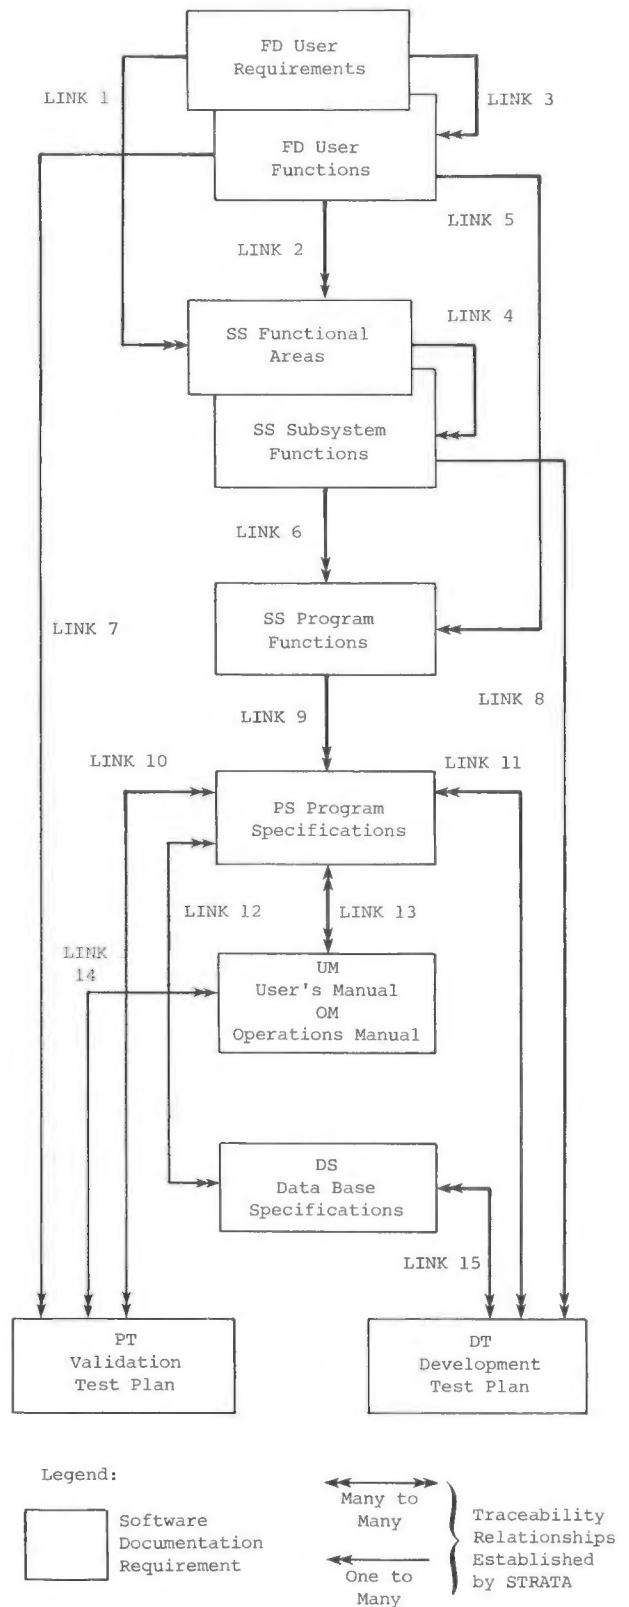 FD User
Requirements
LINK 1
LINK 3
FD User
Functions
LINK 5
LINK 2
LINK 4
SS Functional
Areas
SS Subsystem
Functions
LINK 6
SS Program
Functions
LINK 7
LINK 8
LINK 9
LINK 10
LINK 11
PS Program
Specifications
LINK 12
LINK 13
LINK
14
UM
User's Manual
OM
Operations Manual
DS
Data Base
Specifications
LINK 15
PT
Validation
Test Plan
DT
Development
Test Plan
Legend:
Software
Documentation
Requirement
Many to
Many
One to
Many
Traceability
Relationships
Established
by STRATA